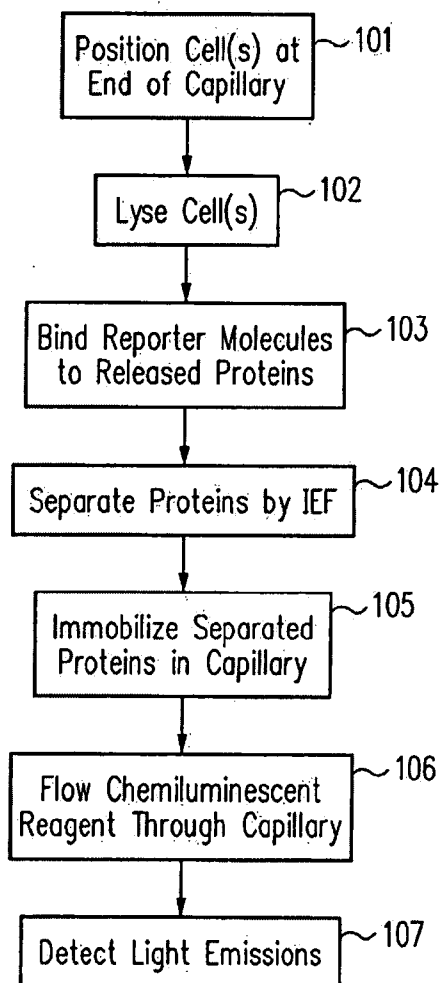 Position Cell(s) at
End of Capillary
101
Lyse Cell(s)
102
Bind Reporter Molecules
to Released Proteins
103
Separate Proteins by IEF
104
Immobilize Separated
Proteins in Capillary
105
Flow Chemiluminescent
Reagent Through Capillary
106
Detect Light Emissions
107